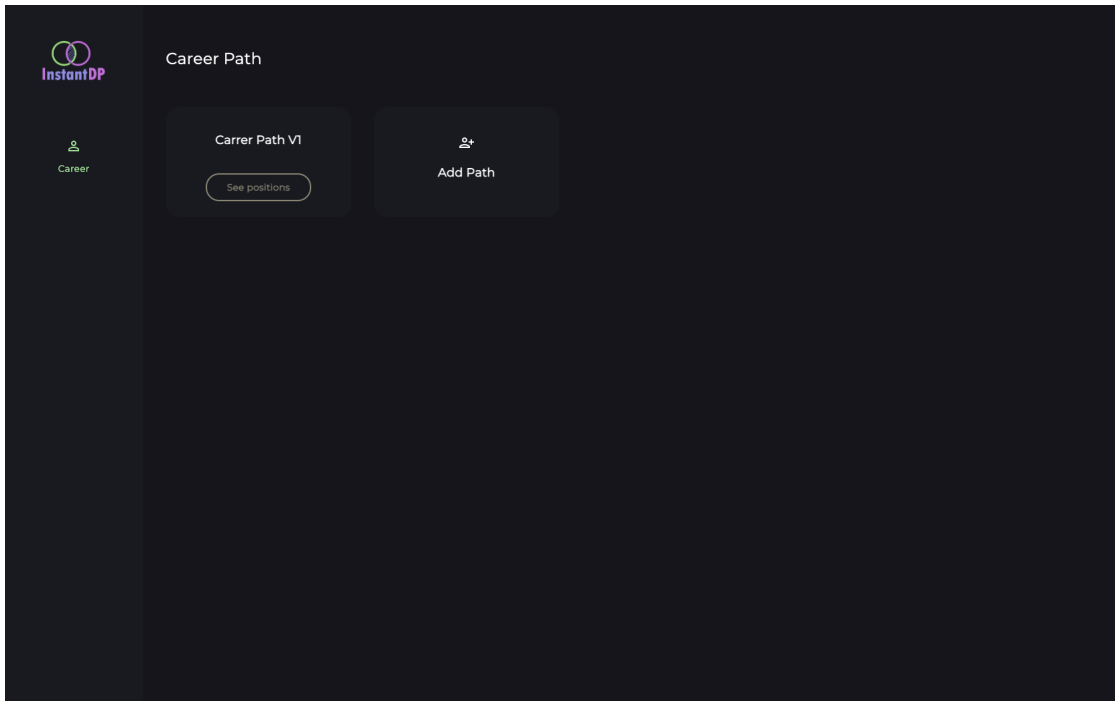 InstantDP
Career
Career Path
Carrer Path V1
See positions
Add Path